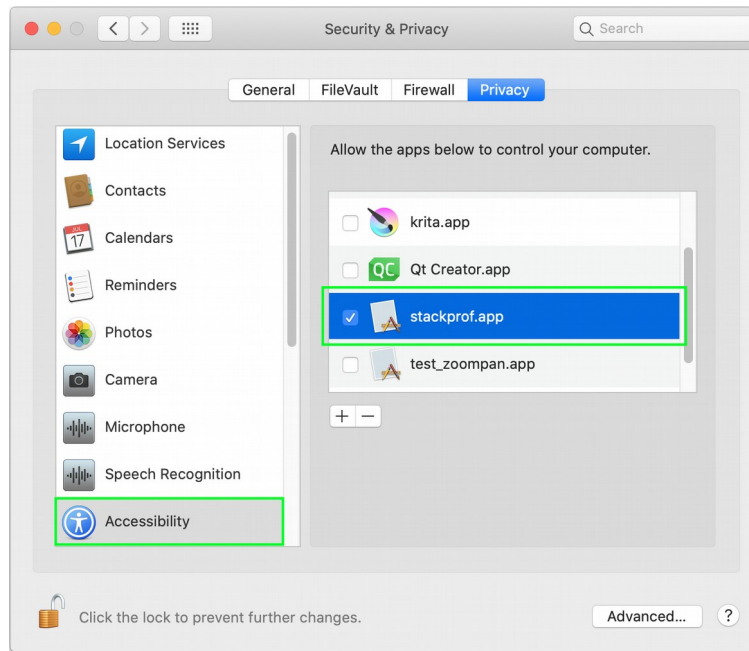 Security & Privacy
Search
General
FileVault
Firewall
Privacy
Location Services
Contacts
JUL
17
Calendars
Reminders
Photos
Camera
Microphone
Speech Recognition
Accessibility
Allow the apps below to control your computer.
krita.app
QC
Qt Creator.app
stackprof.app
test_zoompan.app
+
−
Click the lock to prevent further changes.
Advanced...
?